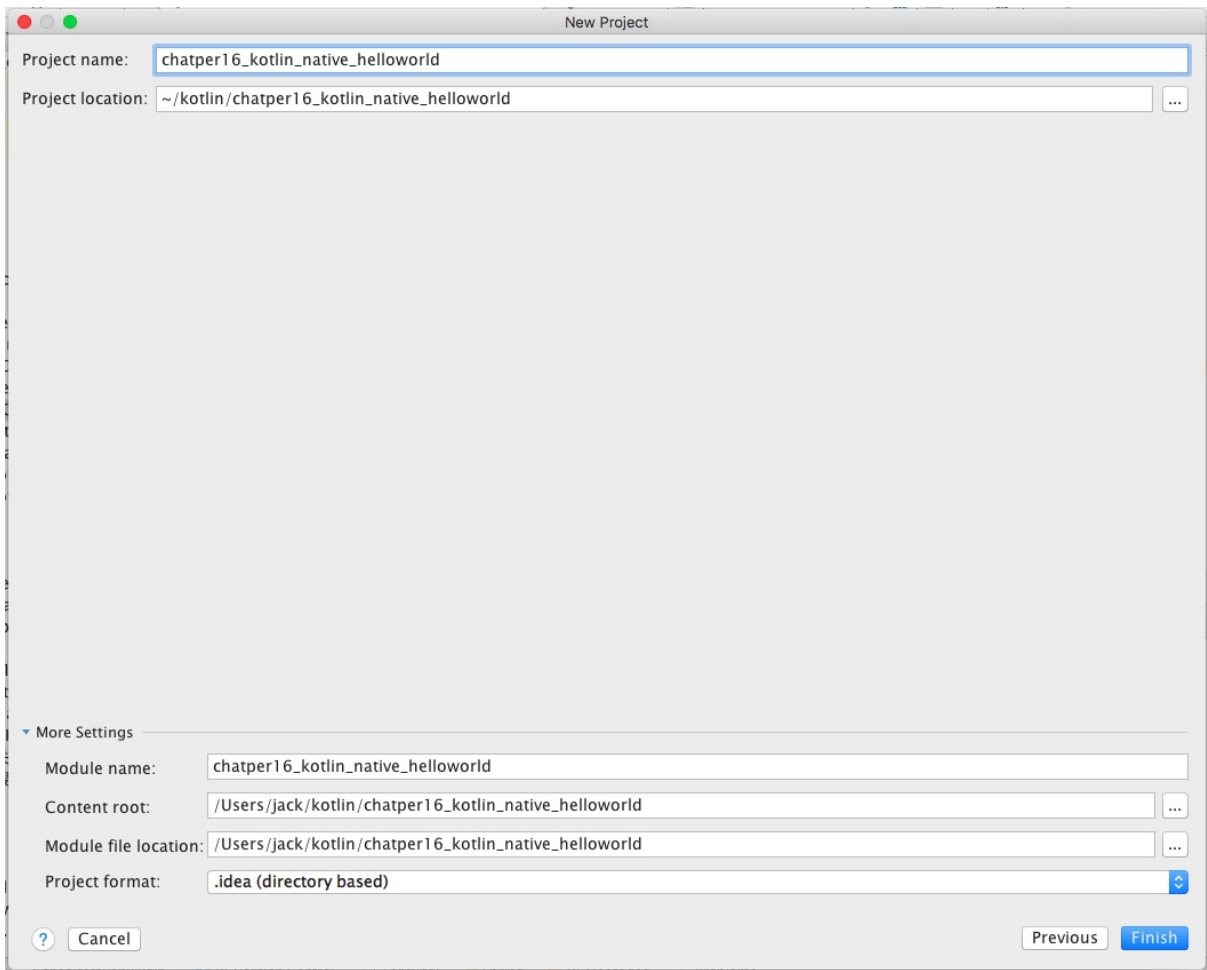 New Project
Project name: chatper16_kotlin_native_helloworld
Project location: ~/kotlin/chatper16_kotlin_native_helloworld ...
More Settings
Module name: chatper16_kotlin_native_helloworld
Content root: /Users/jack/kotlin/chatper16_kotlin_native_helloworld ...
Module file location: /Users/jack/kotlin/chatper16_kotlin_native_helloworld ...
Project format: .idea (directory based)
? Cancel Previous Finish